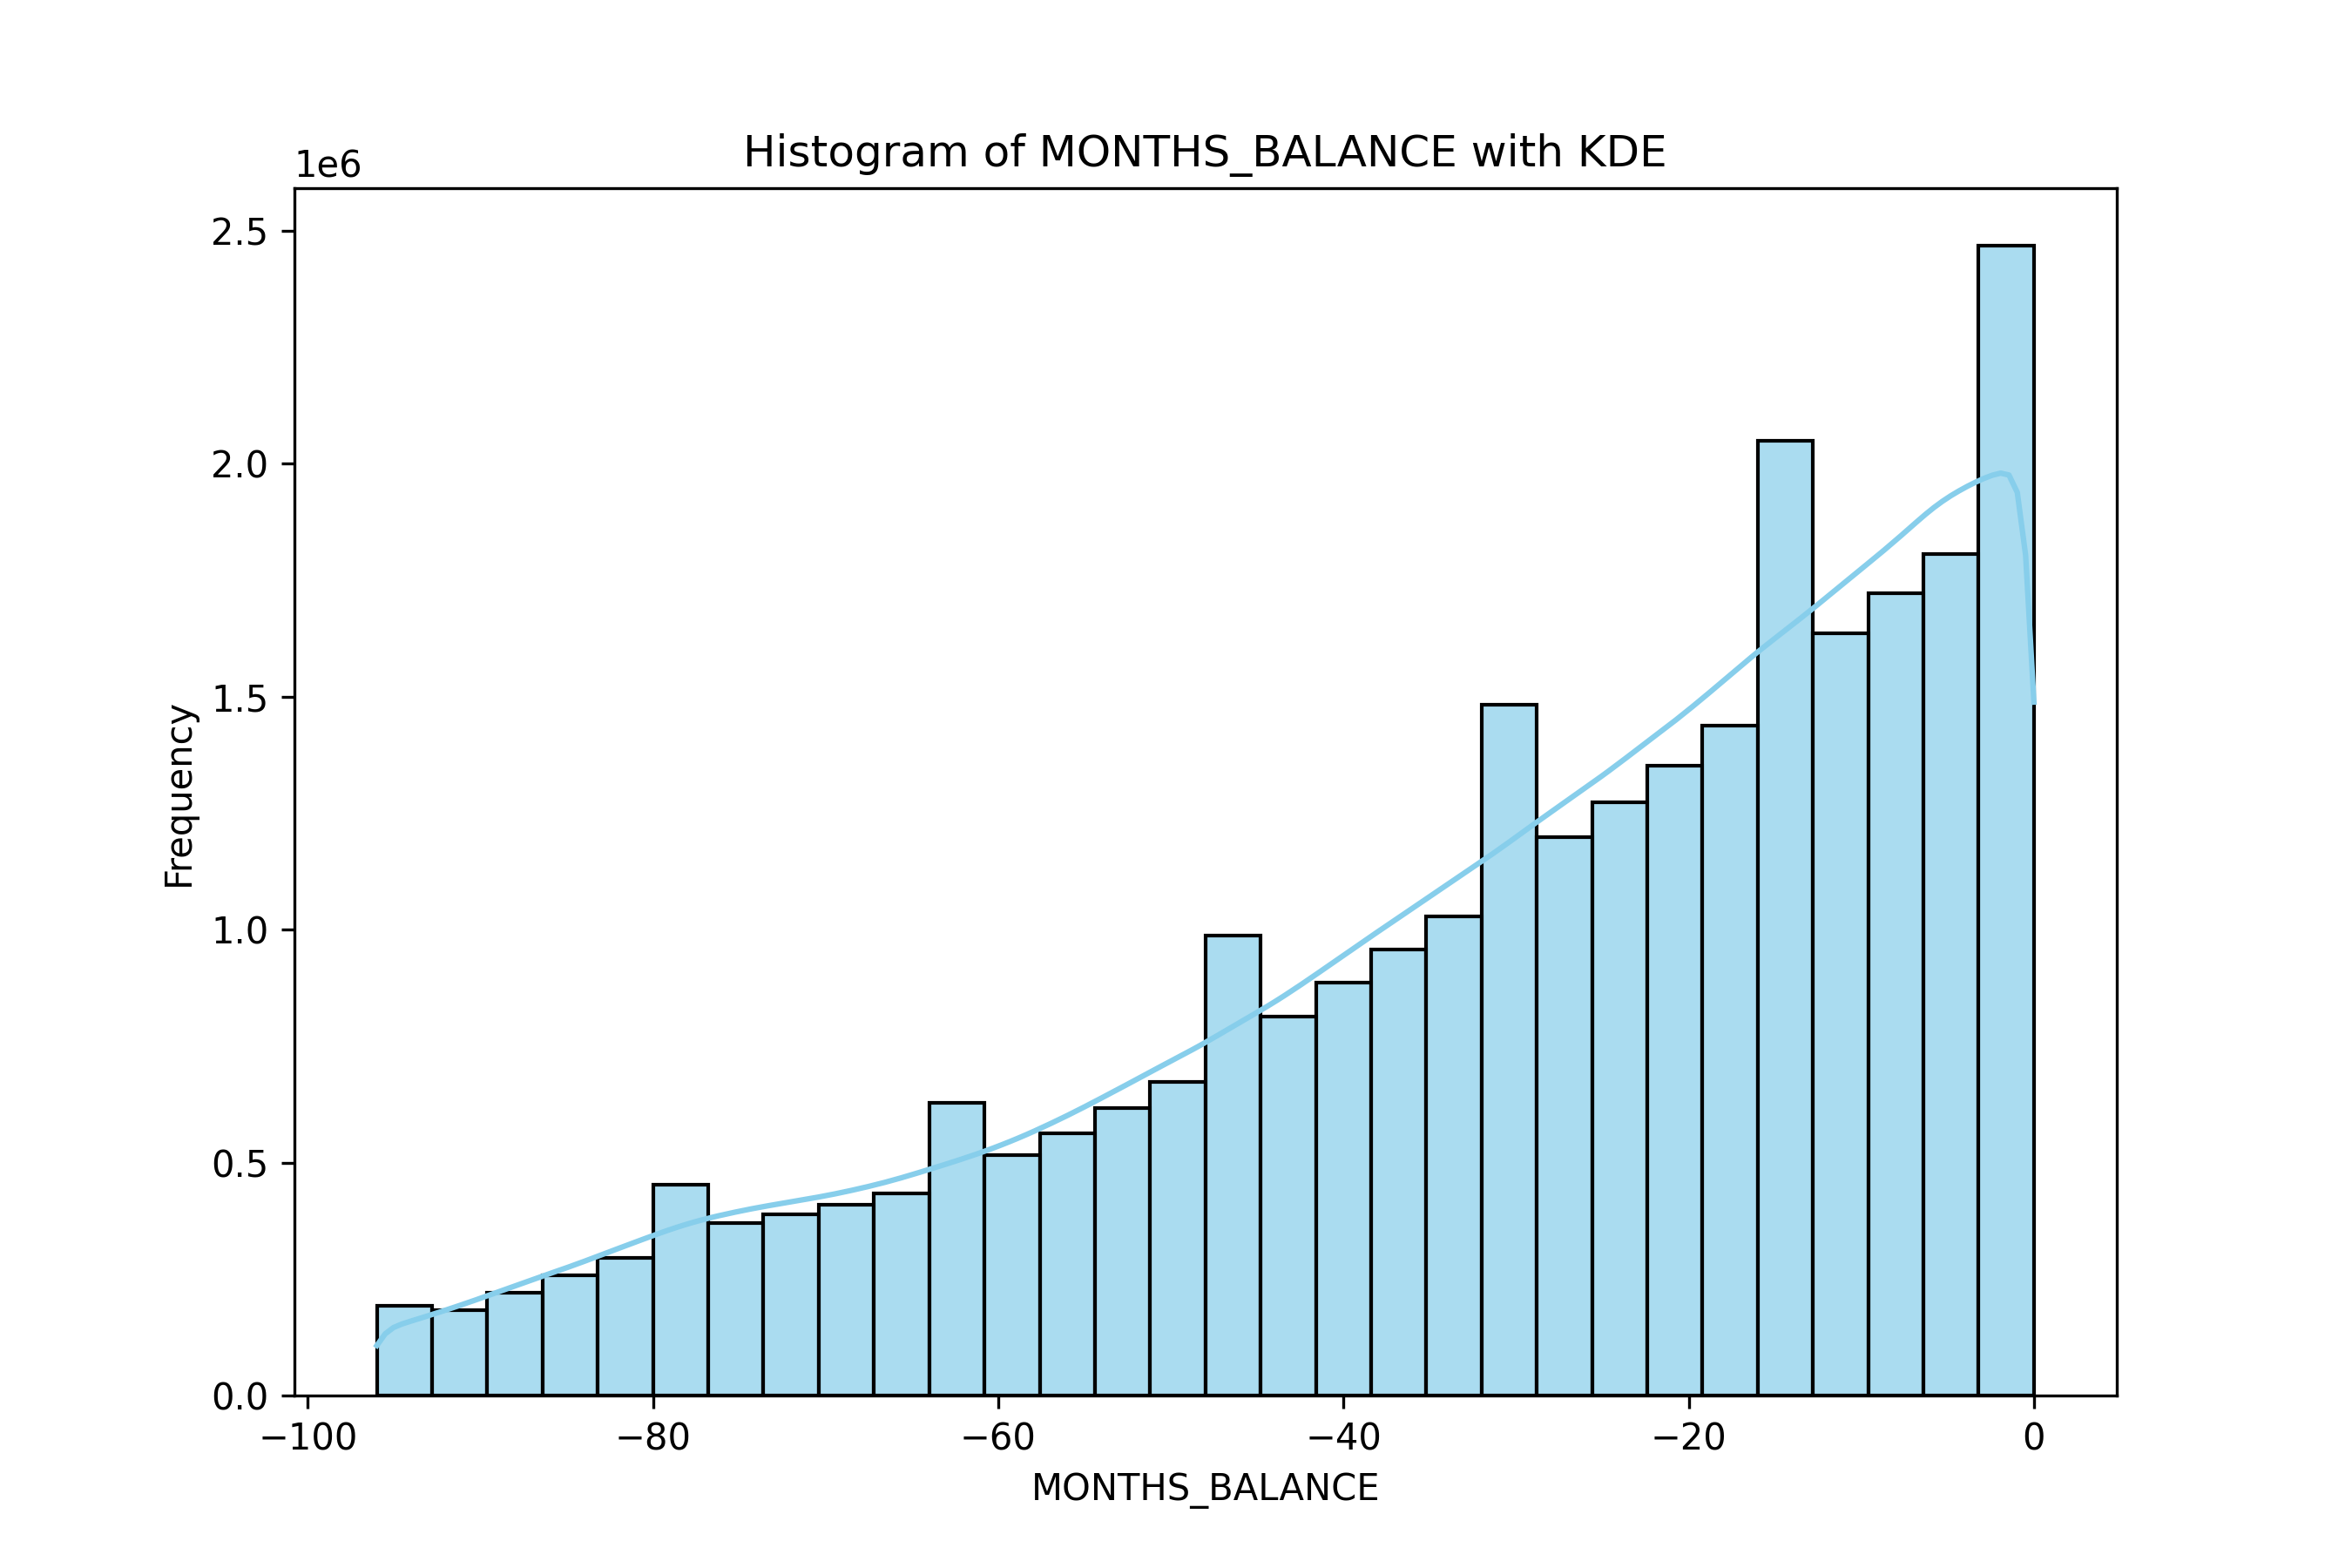 Histogram of MONTHS_BALANCE with KDE
1e6
2.5
2.0
1.5
1.0
0.5
0.0
Frequency
−100 −80 −60 −40 −20 0
MONTHS_BALANCE